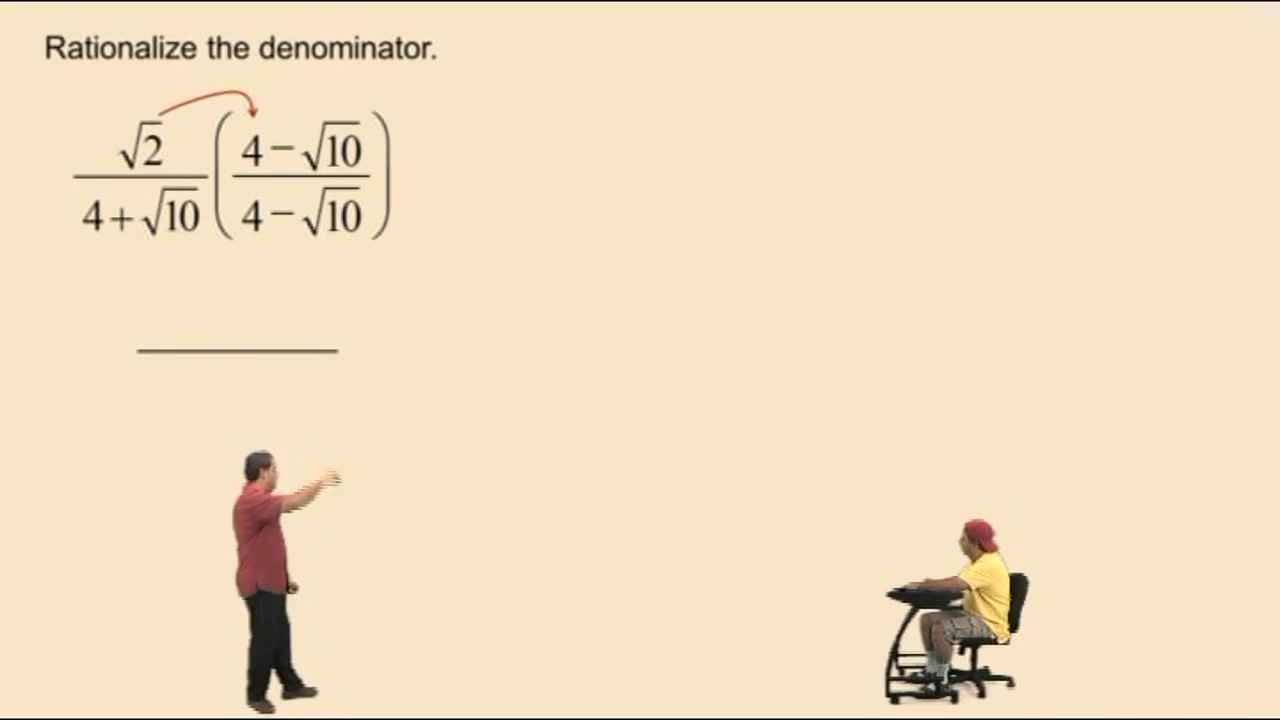 Rationalize the denominator.
√2 / (4+√10) ( (4−√10) / (4−√10) )